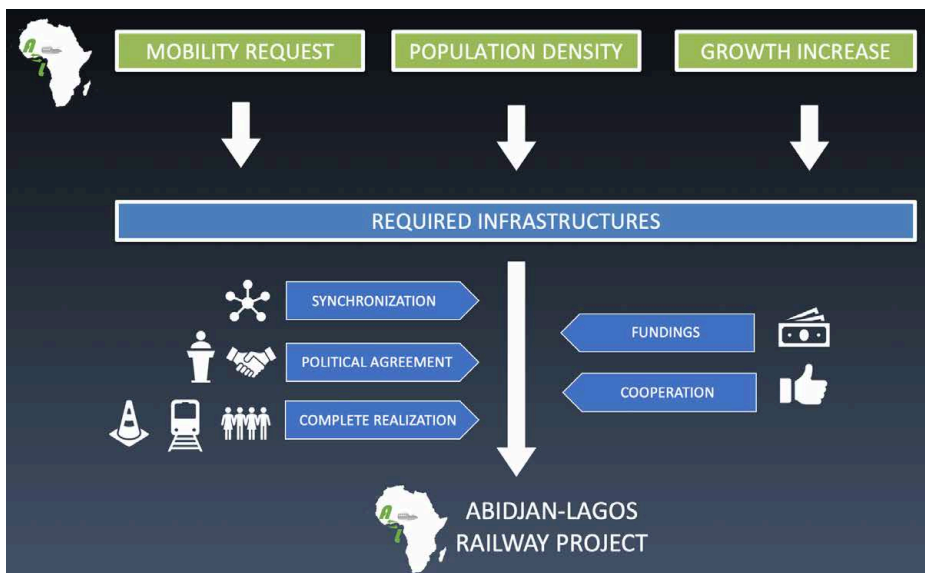 MOBILITY REQUEST
POPULATION DENSITY
GROWTH INCREASE
REQUIRED INFRASTRUCTURES
SYNCHRONIZATION
POLITICAL AGREEMENT
COMPLETE REALIZATION
FUNDINGS
COOPERATION
ABIDJAN-LAGOS
RAILWAY PROJECT